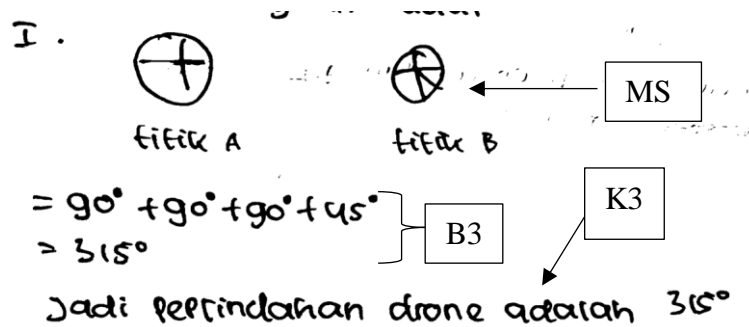 I.
MS
titik A titik B
K3
= 90° + 90° + 90° + 45°
B3
= 315°
Jadi perpindahan drone adalah 315°